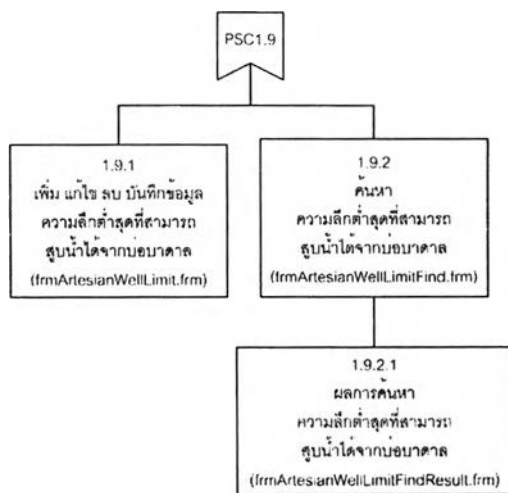 PSC1.9
1.9.1
เพิ่ม แก้ไข ลบ บันทึกข้อมูล
ความลึกต่ำสุดที่สามารถ
สูบน้ำได้จากบ่อบาดาล
(frmArtesianWellLimit.frm)
1.9.2
ค้นหา
ความลึกต่ำสุดที่สามารถ
สูบน้ำได้จากบ่อบาดาล
(frmArtesianWellLimitFind.frm)
1.9.2.1
ผลการค้นหา
ความลึกต่ำสุดที่สามารถ
สูบน้ำได้จากบ่อบาดาล
(frmArtesianWellLimitFindResult.frm)